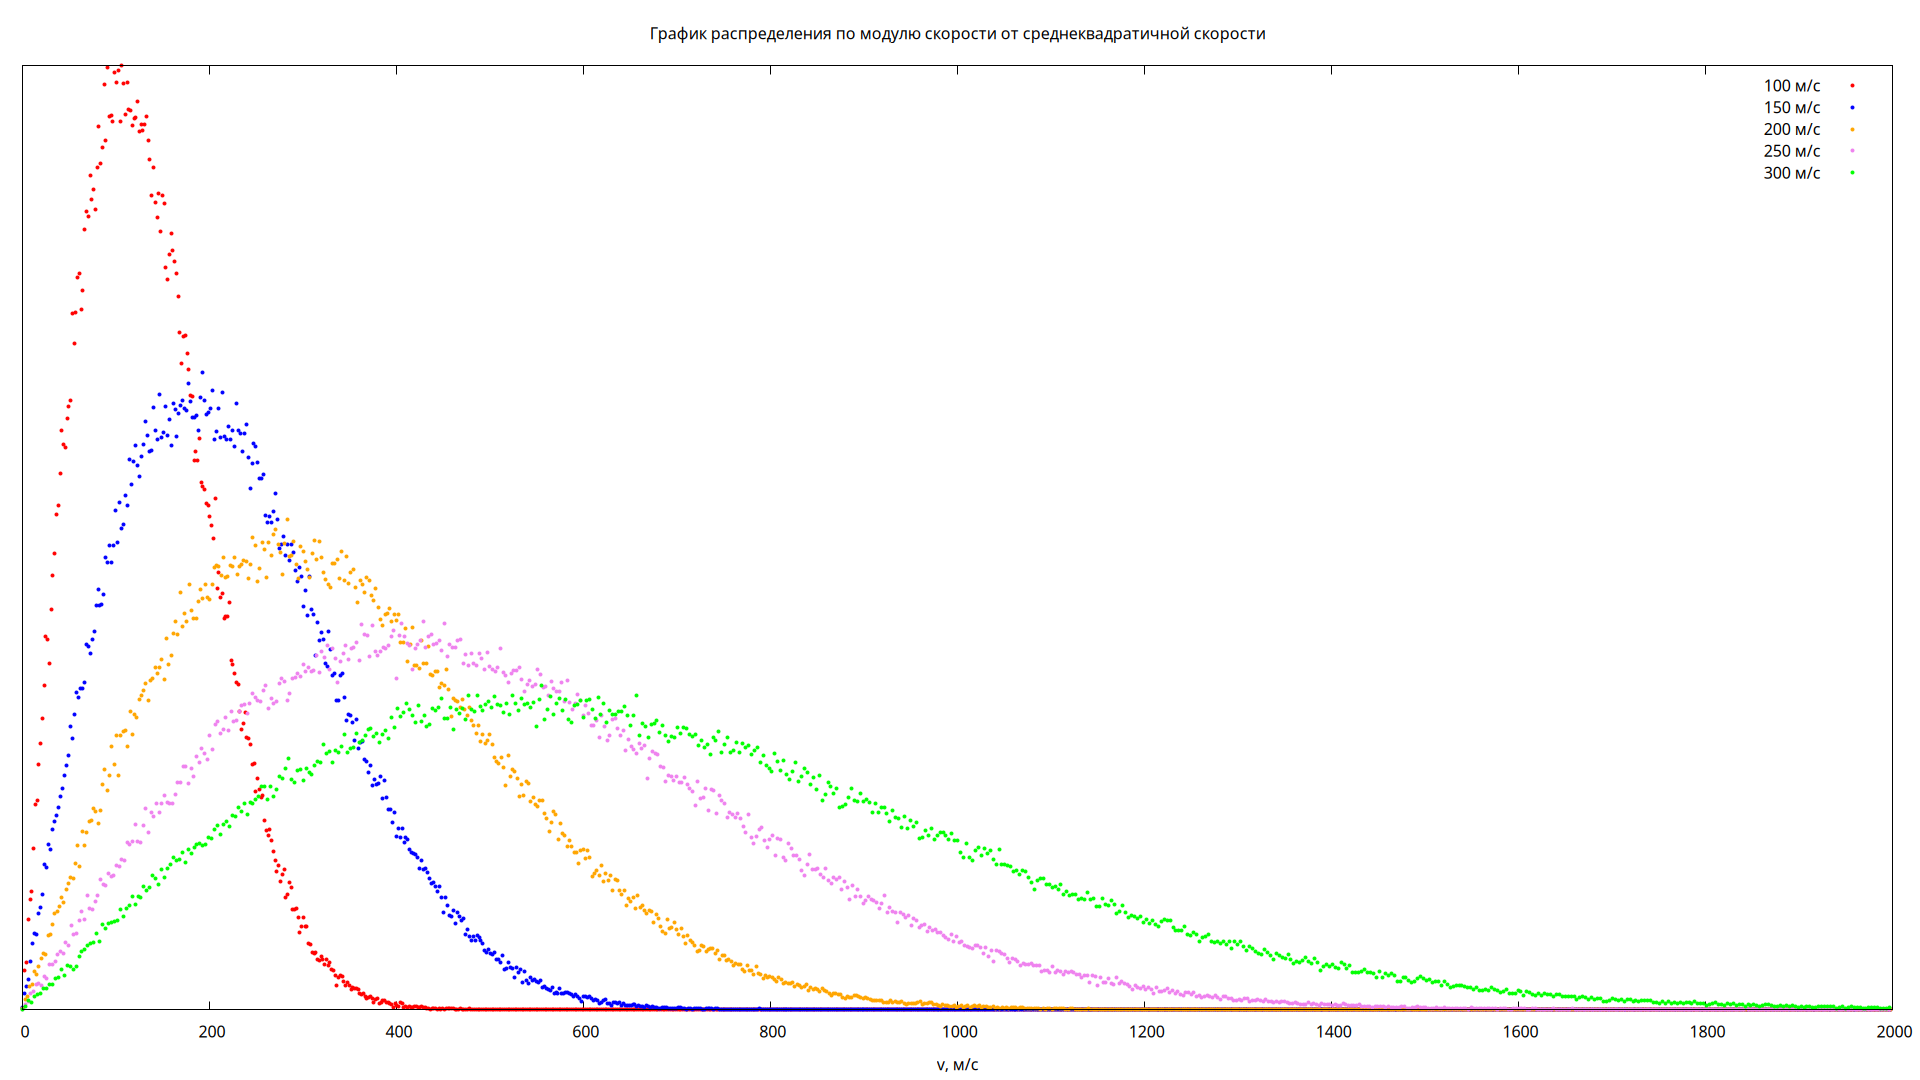 График распределения по модулю скорости от среднеквадратичной скорости
100 м/с
150 м/с
200 м/с
250 м/с
300 м/с
0 200 400 600 800 1000 1200 1400 1600 1800 2000
v, м/с